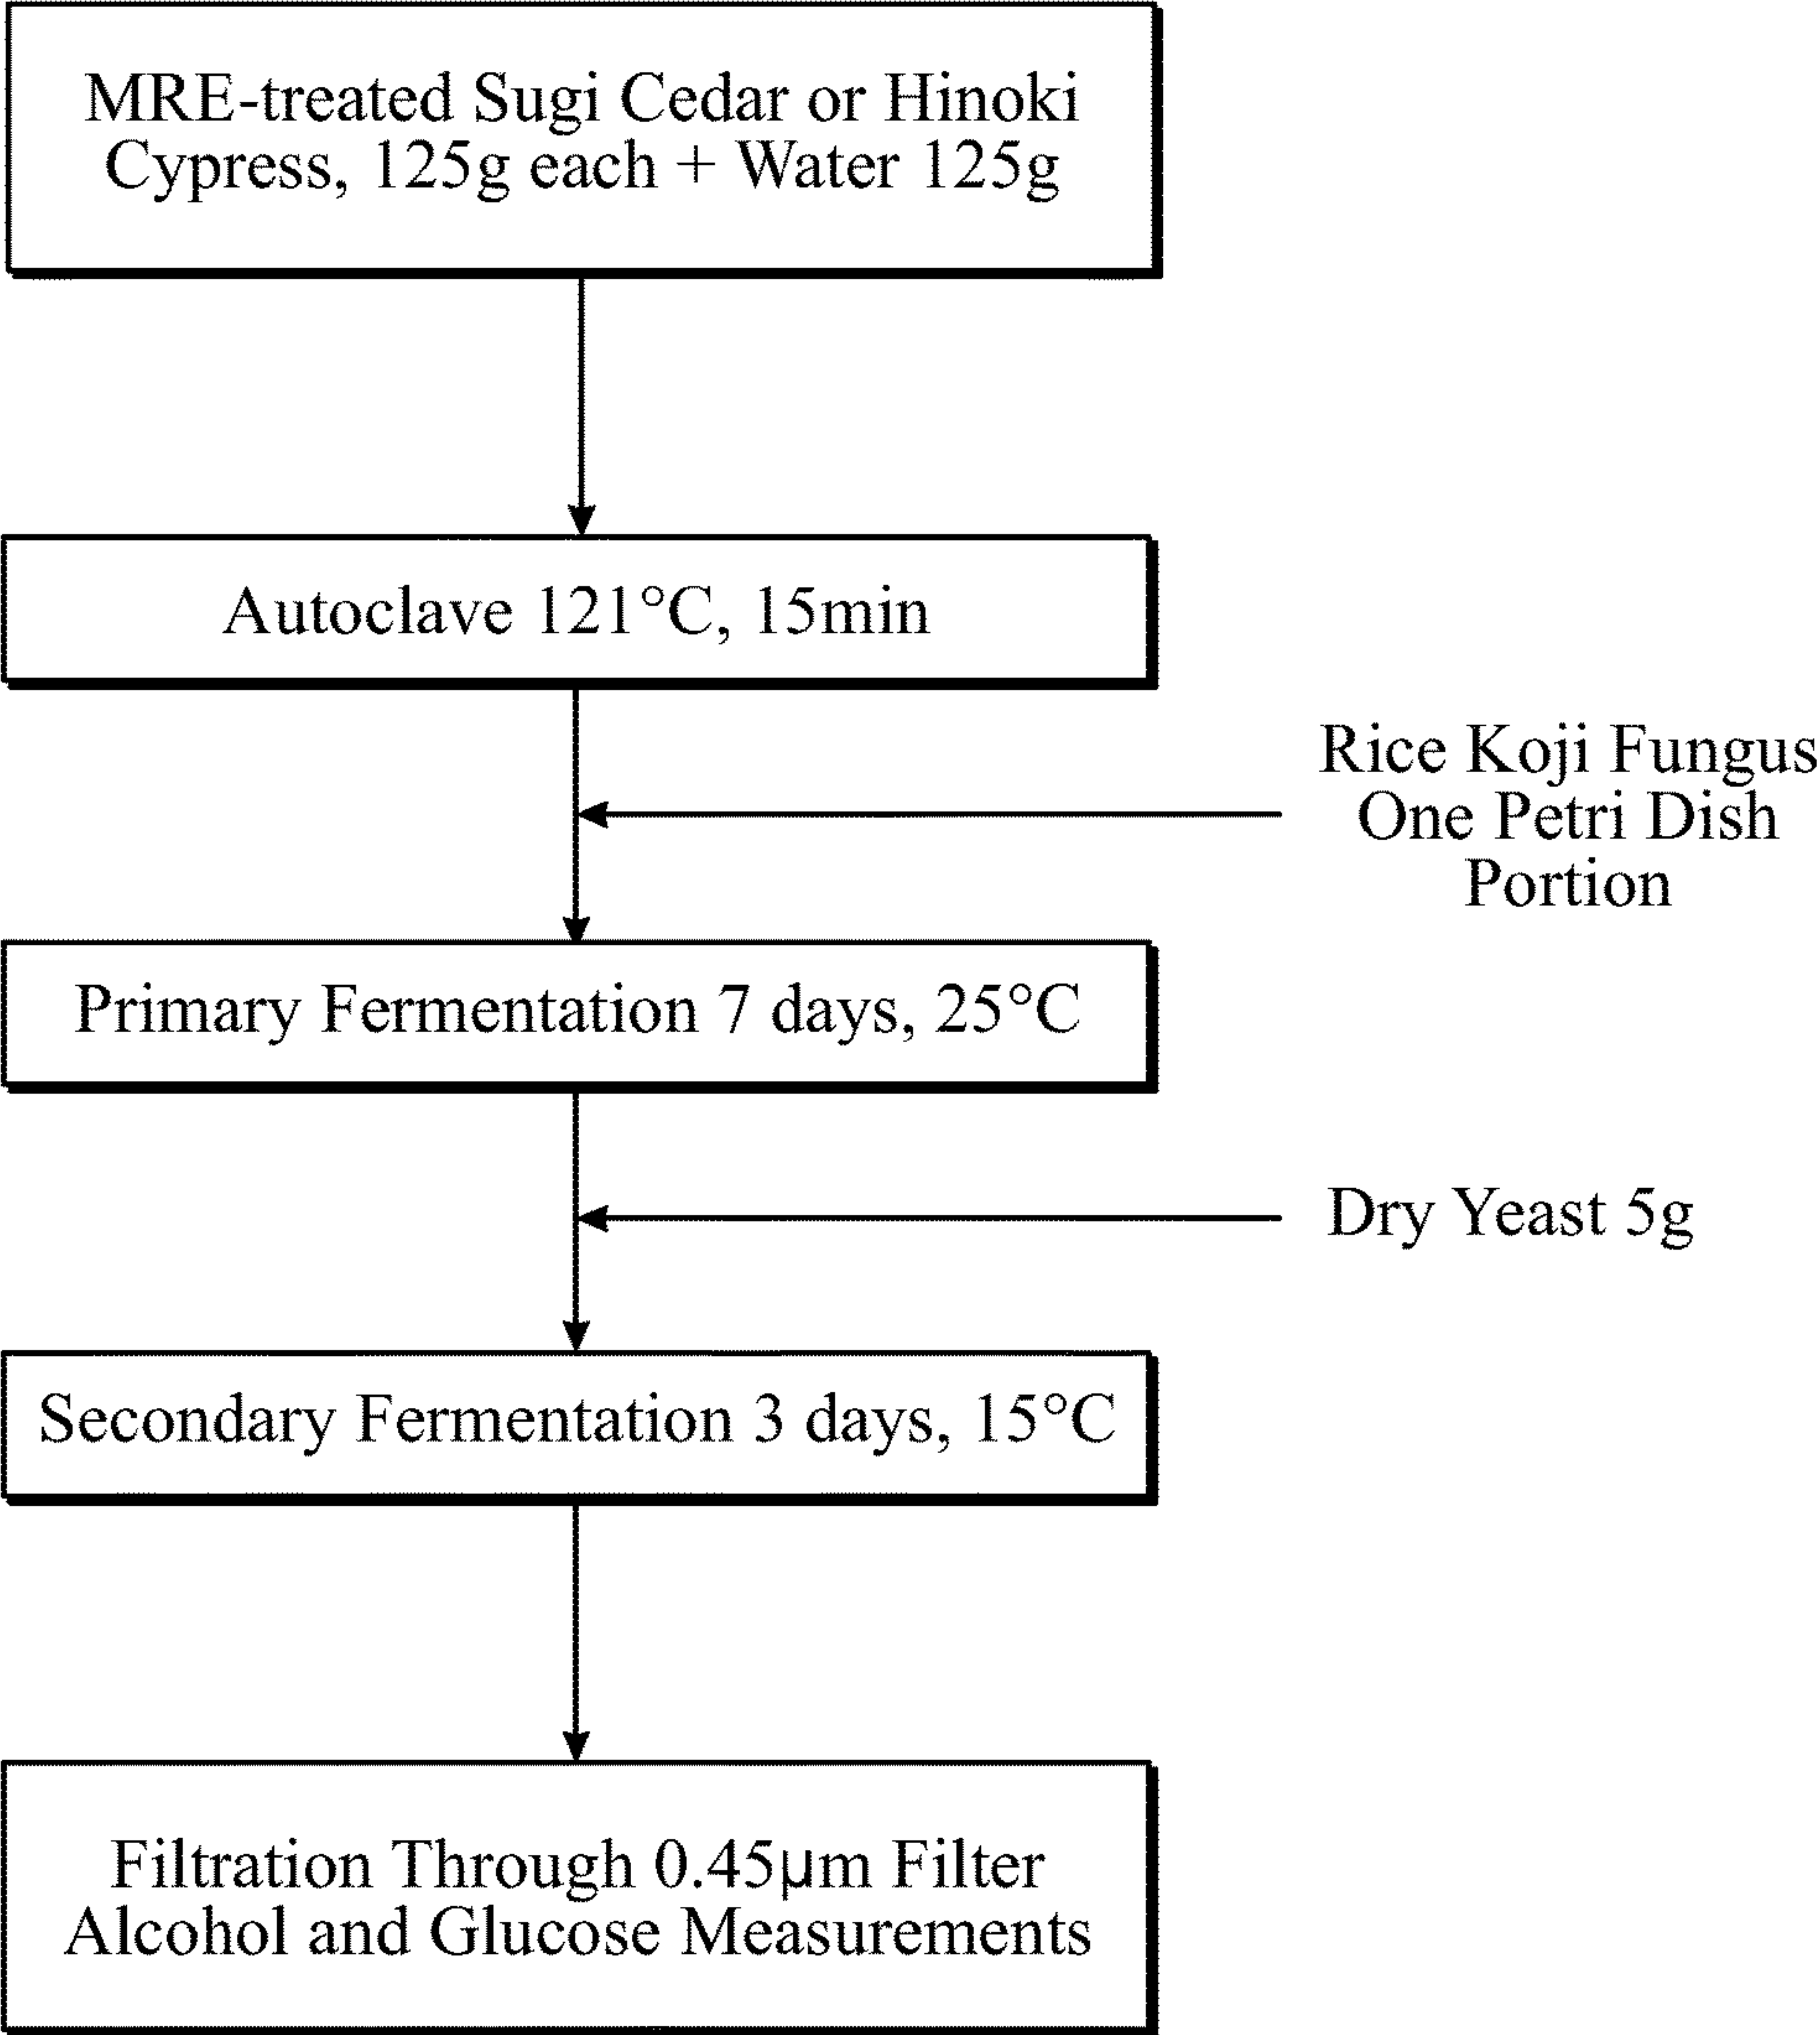 MRE-treated Sugi Cedar or Hinoki
Cypress, 125g each + Water 125g
Autoclave 121°C, 15min
Rice Koji Fungus
One Petri Dish
Portion
Primary Fermentation 7 days, 25°C
Dry Yeast 5g
Secondary Fermentation 3 days, 15°C
Filtration Through 0.45μm Filter
Alcohol and Glucose Measurements